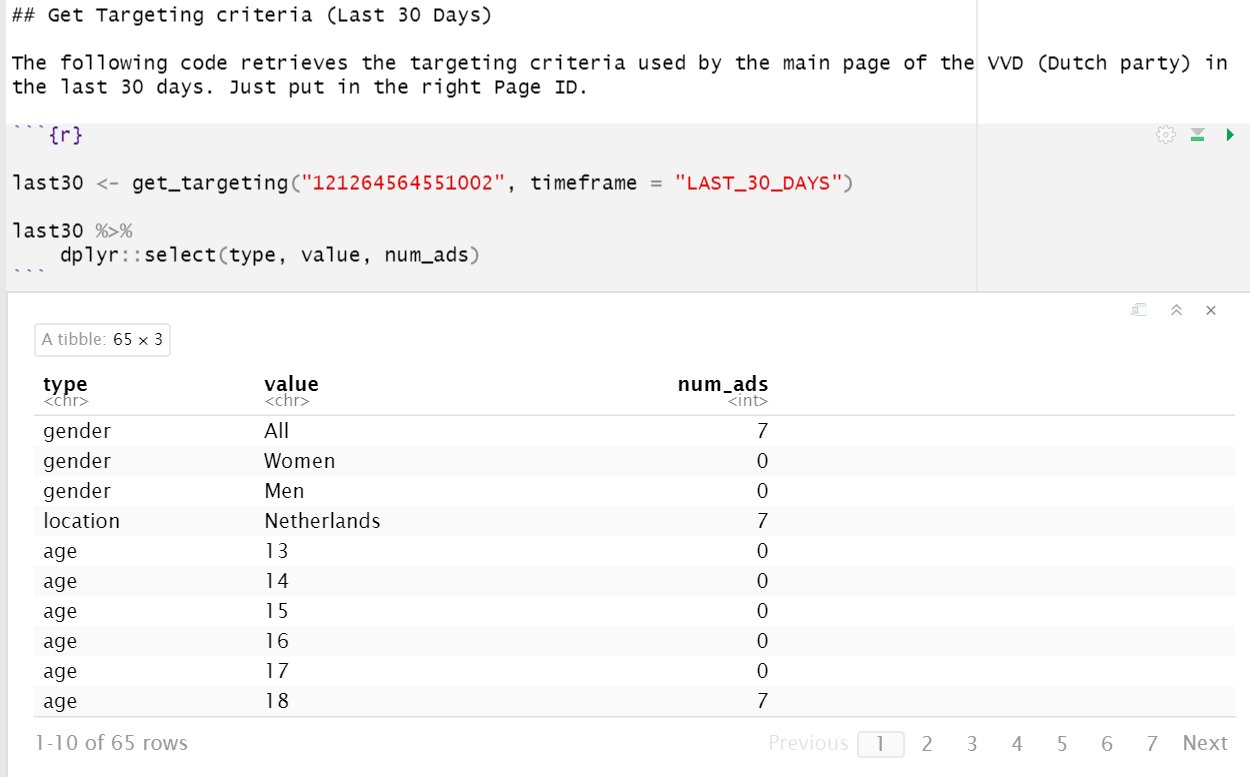 ## Get Targeting criteria (Last 30 Days)
The following code retrieves the targeting criteria used by the main page of the VVD (Dutch party) in
the last 30 days. Just put in the right Page ID.
```{r}
last30 <- get_targeting("121264564551002", timeframe = "LAST_30_DAYS")
last30 %>%
    dplyr::select(type, value, num_ads)
```
A tibble: 65 × 3
type value num_ads
<chr> <chr> <int>
gender All 7
gender Women 0
gender Men 0
location Netherlands 7
age 13 0
age 14 0
age 15 0
age 16 0
age 17 0
age 18 7
1-10 of 65 rows Previous 1 2 3 4 5 6 7 Next